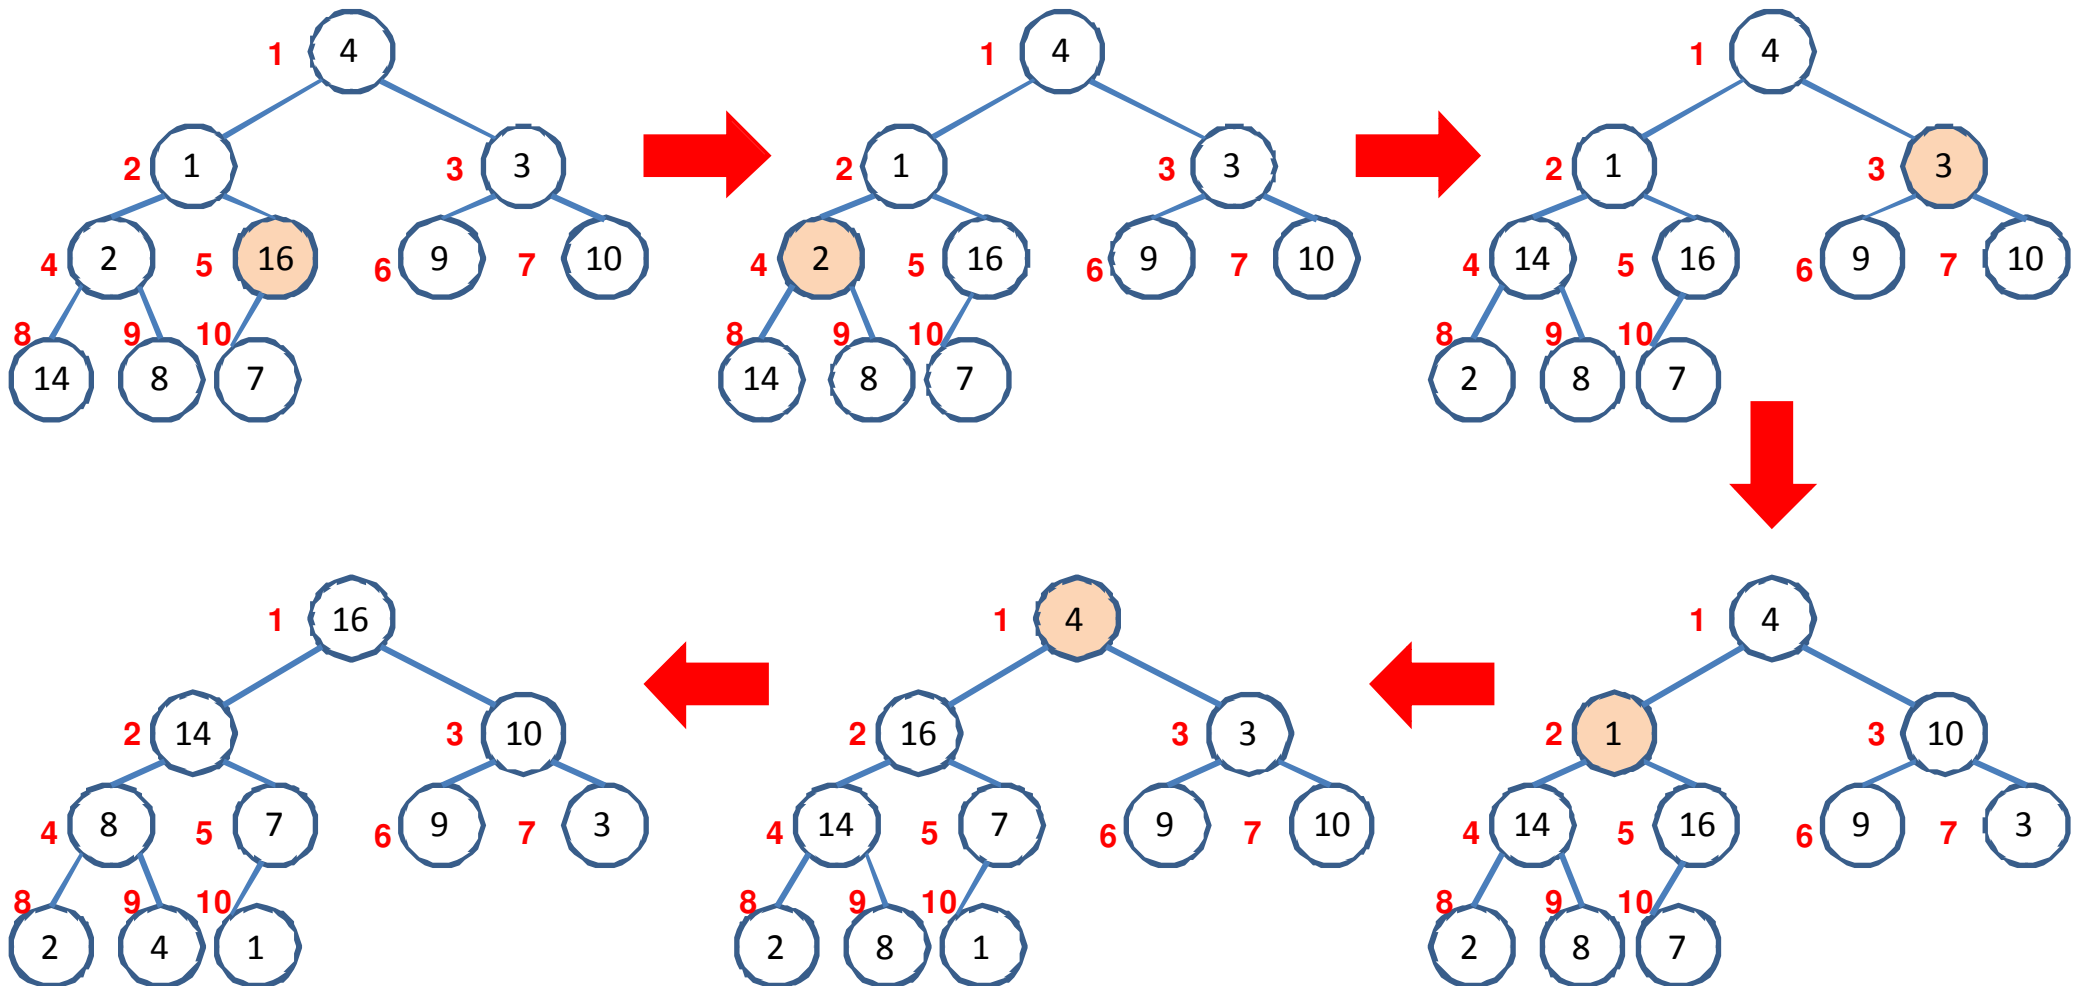 1 4 1 4 1 4
2 1 3 3 2 1 3 3 2 1 3 3
4 2 5 16 6 9 7 10 4 2 5 16 6 9 7 10 4 14 5 16 6 9 7 10
8 9 10 8 9 10 8 9 10
14 8 7 14 8 7 2 8 7
1 16 1 4 1 4
2 14 3 10 2 16 3 3 2 1 3 10
4 8 5 7 6 9 7 3 4 14 5 7 6 9 7 10 4 14 5 16 6 9 7 3
8 9 10 8 9 10 8 9 10
2 4 1 2 8 1 2 8 7